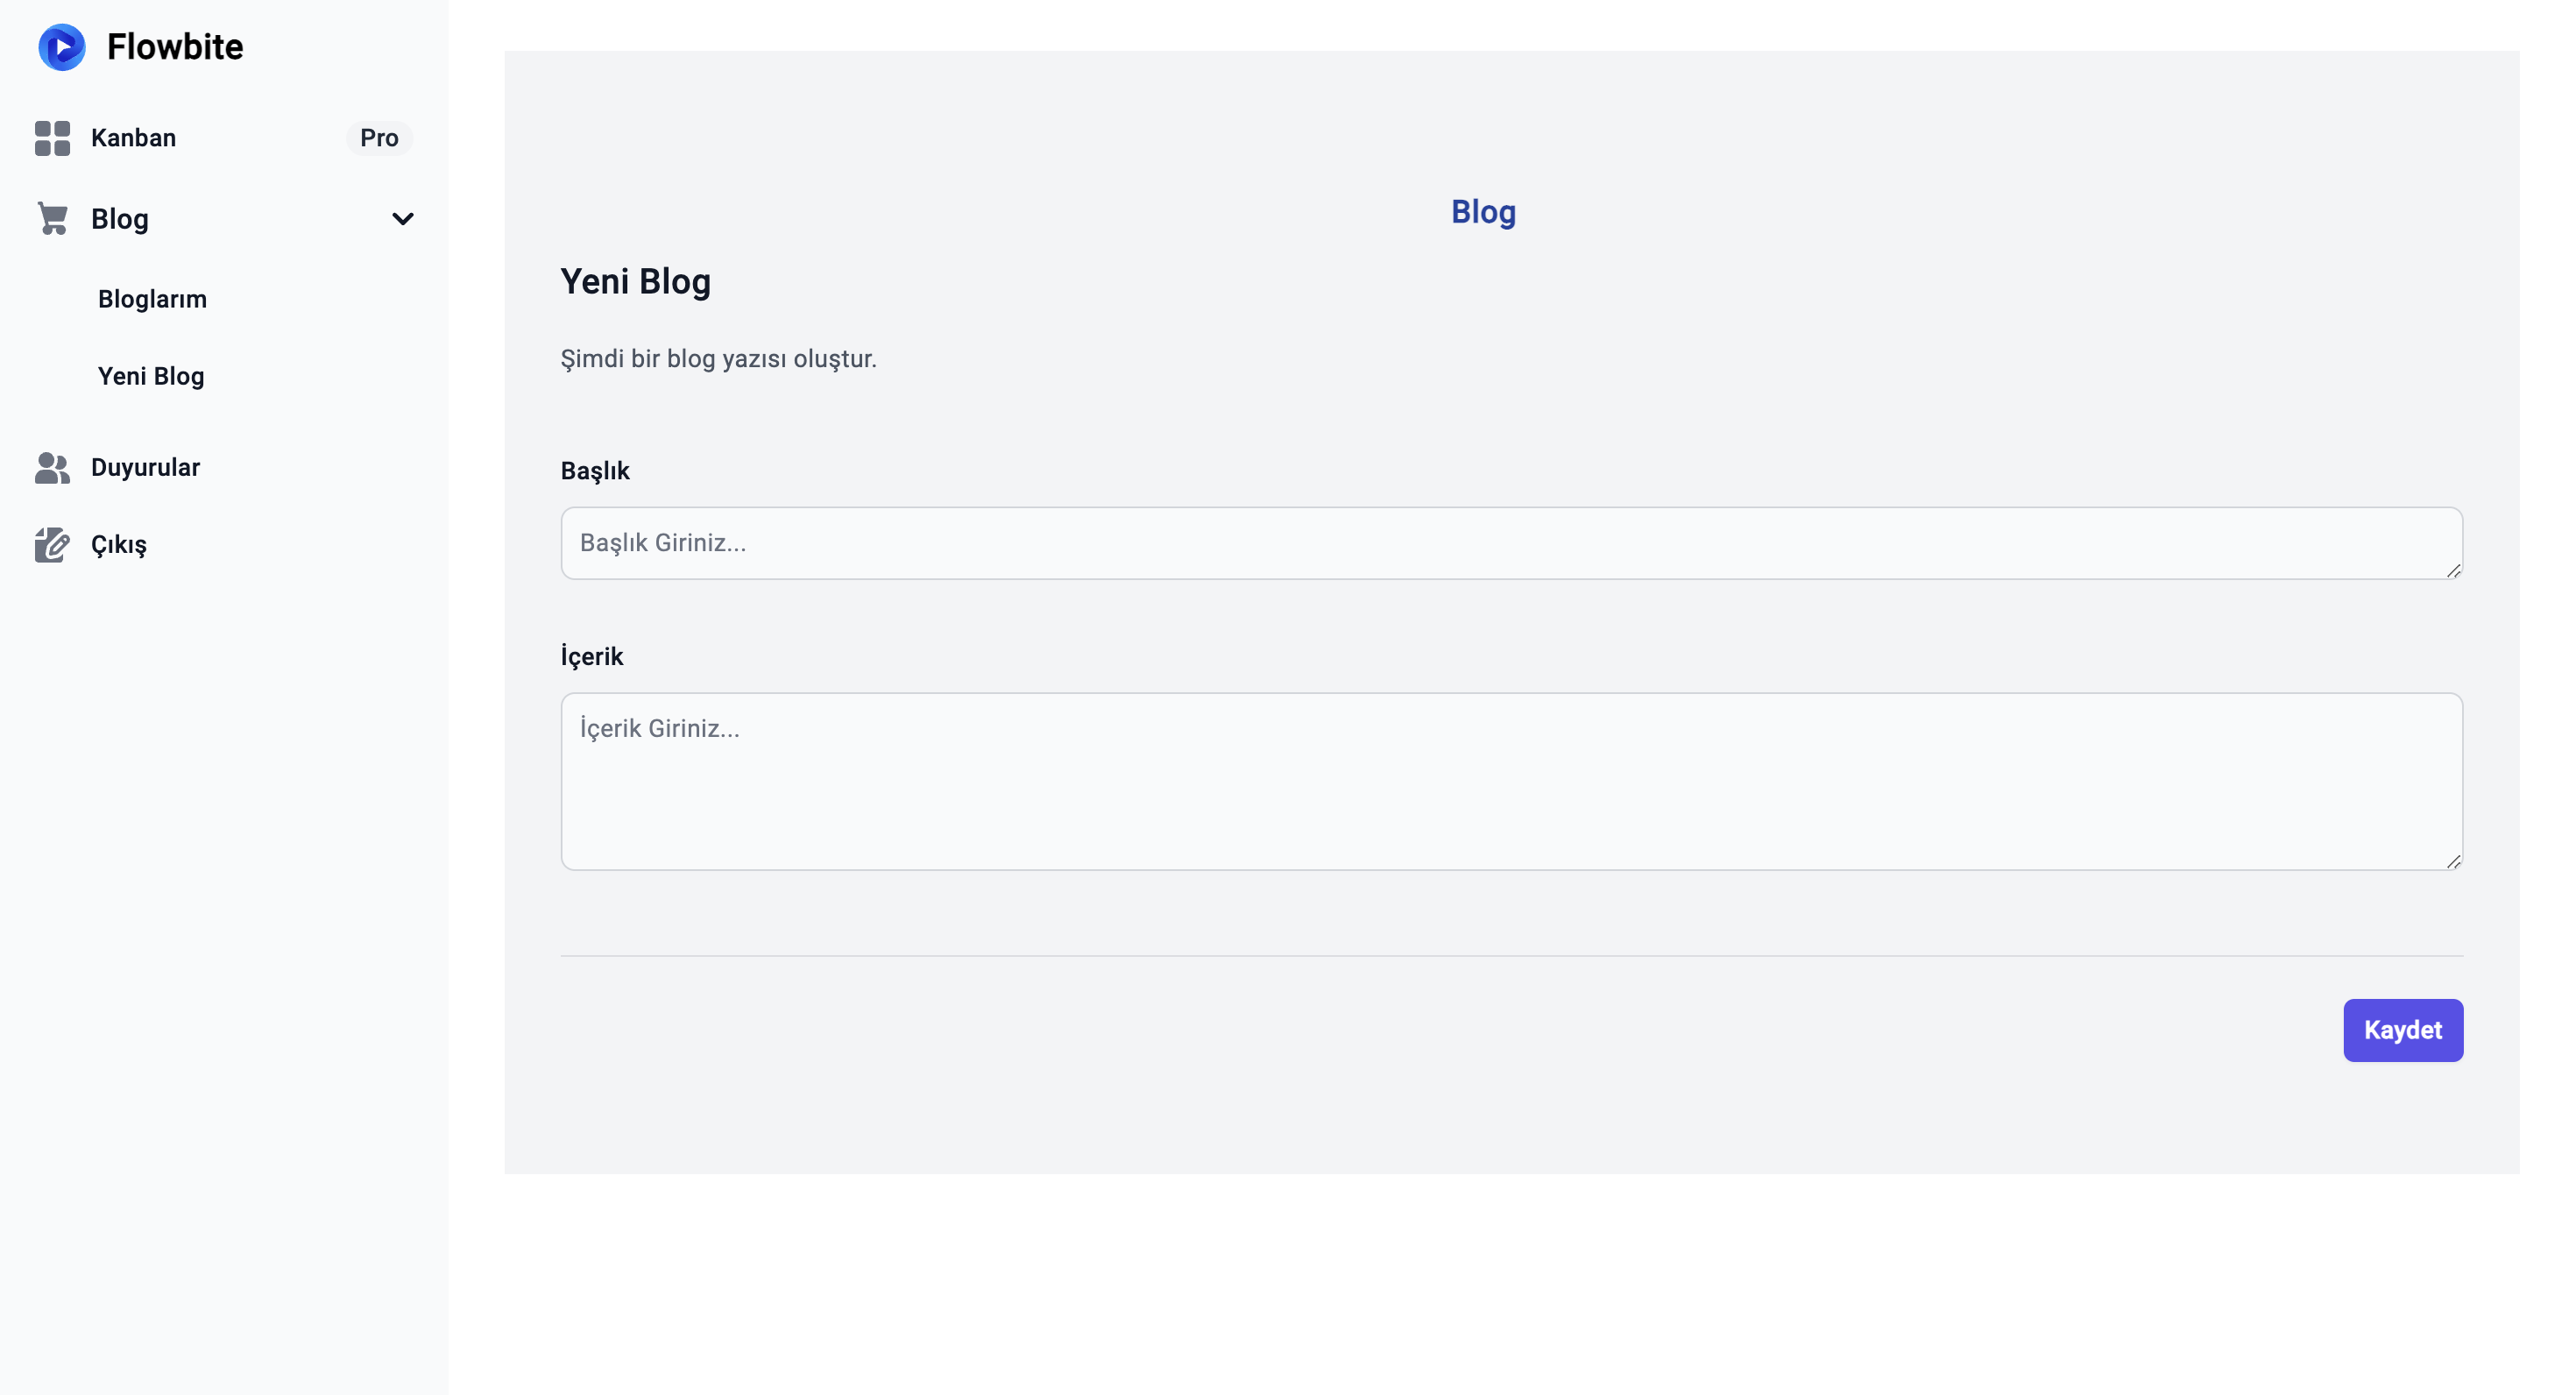 Flowbite
Kanban
Pro
Blog
Bloglarım
Yeni Blog
Duyurular
Çıkış
Blog
Yeni Blog
Şimdi bir blog yazısı oluştur.
Başlık
Başlık Giriniz...
İçerik
İçerik Giriniz...
Kaydet